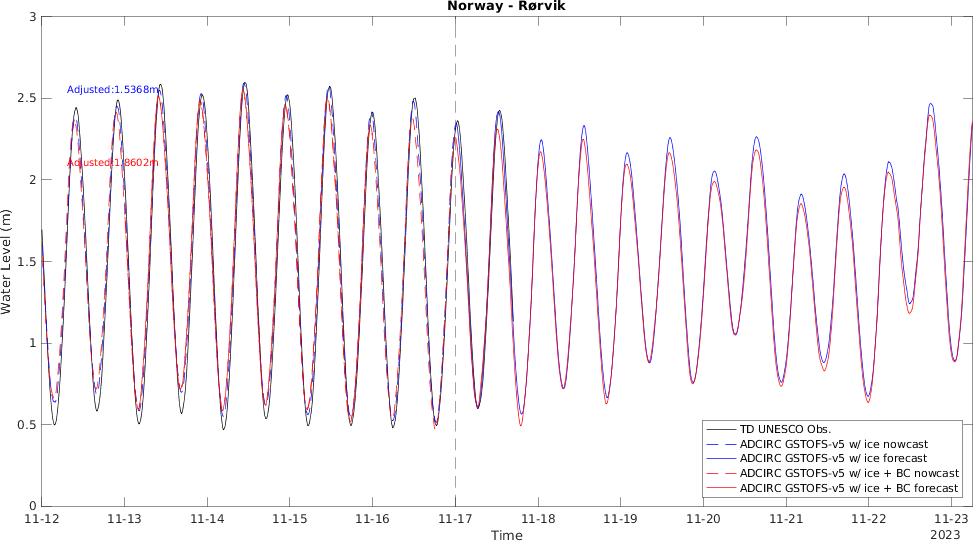 Norway - Rørvik
3
2.5
2
1.5
1
0.5
0
Water Level (m)
Adjusted:1.5368m
Adjusted:1.8602m
TD UNESCO Obs.
ADCIRC GSTOFS-v5 w/ ice nowcast
ADCIRC GSTOFS-v5 w/ ice forecast
ADCIRC GSTOFS-v5 w/ ice + BC nowcast
ADCIRC GSTOFS-v5 w/ ice + BC forecast
11-12 11-13 11-14 11-15 11-16 11-17 11-18 11-19 11-20 11-21 11-22 11-23
Time
2023